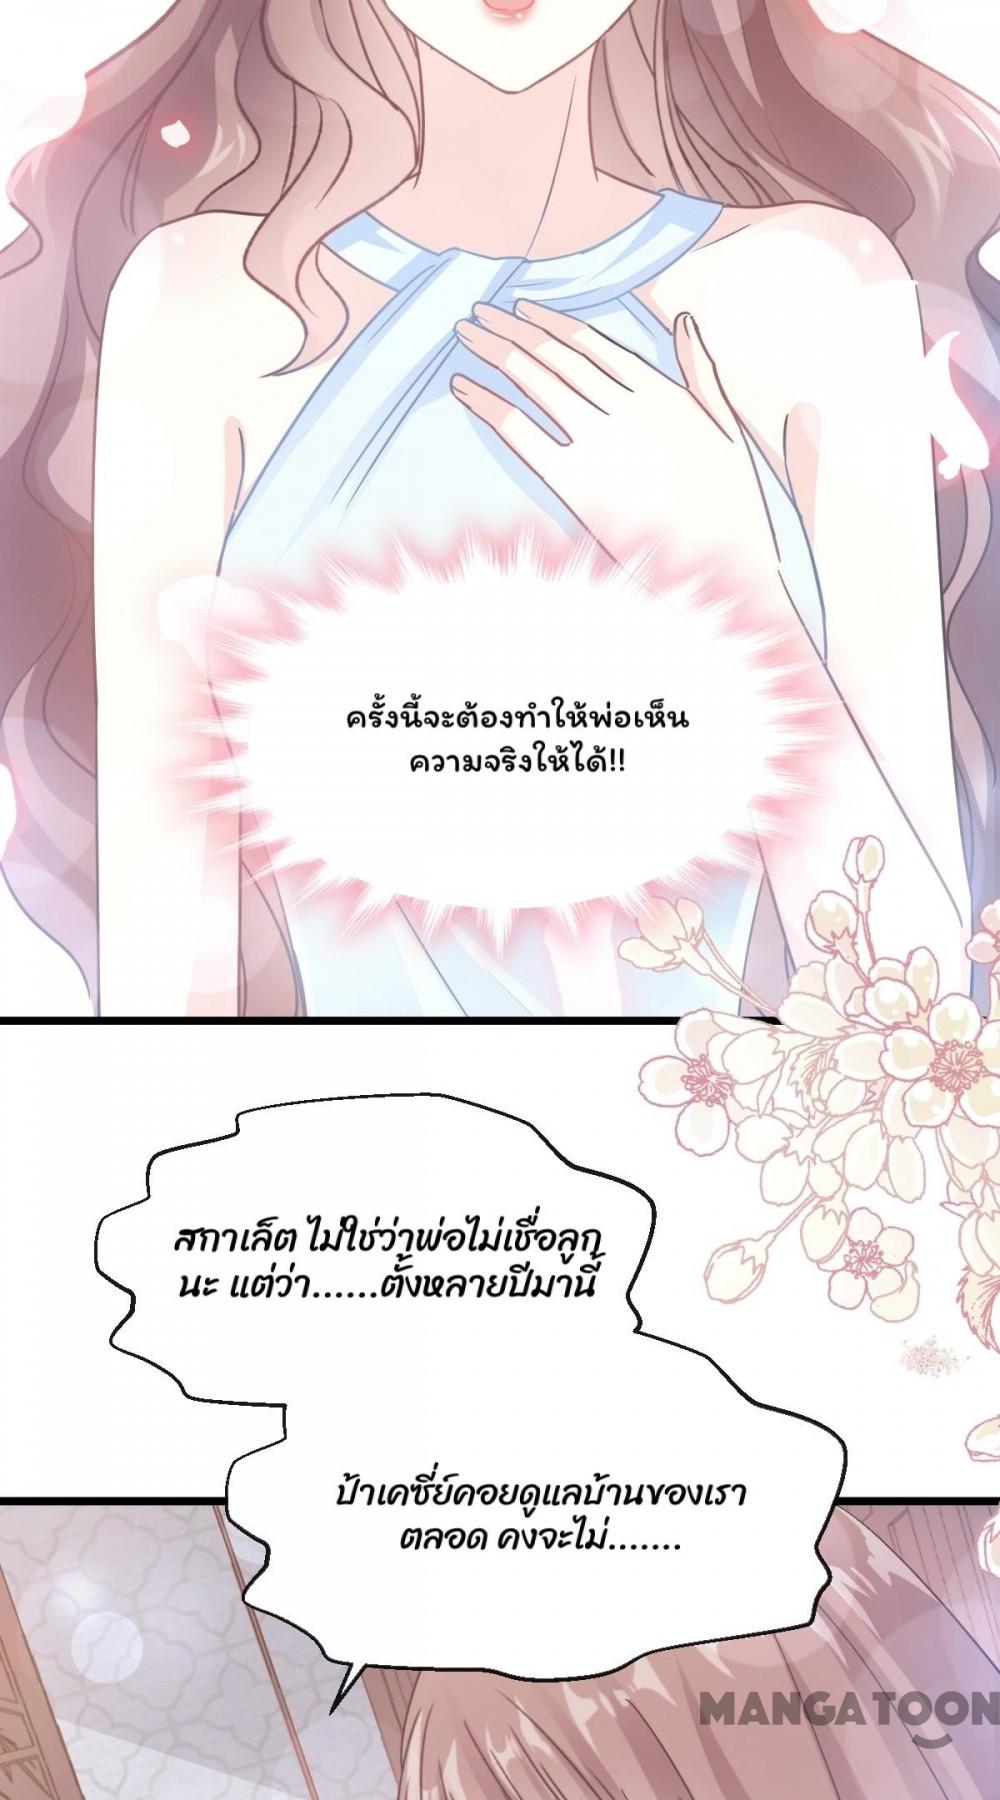 ครั้งนี้จะต้องทำให้พ่อเห็น
ความจริงให้ได้!!
สกาเล็ต ไม่ใช่ว่าพ่อไม่เชื่อลูก
นะ แต่ว่า......ตั้งหลายปีมานี้
ป้าเคซี่ย์คอยดูแลบ้านของเรา
ตลอด คงจะไม่.......
MANGATOON